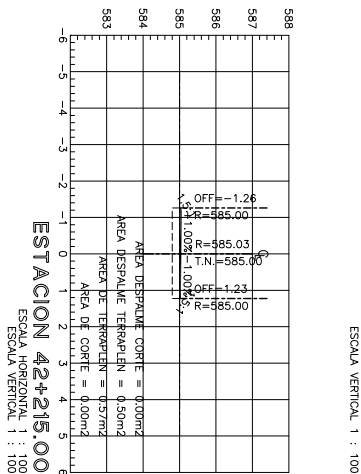 ESCALA VERTICAL 1 : 100
588
587
586
585
584
583
OFF=-1.26
R=585.00
R=585.03
T.N.=585.00
OFF=1.23
R=585.00
-1.00% -1.00%
AREA DESPALME CORTE = 0.00m2
AREA DESPALME TERRAPLEN = 0.50m2
AREA DE TERRAPLEN = 0.57m2
AREA DE CORTE = 0.00m2
-6 -5 -4 -3 -2 -1 0 1 2 3 4 5 6
ESTACION 42+215.00
ESCALA HORIZONTAL 1 : 100
ESCALA VERTICAL 1 : 100